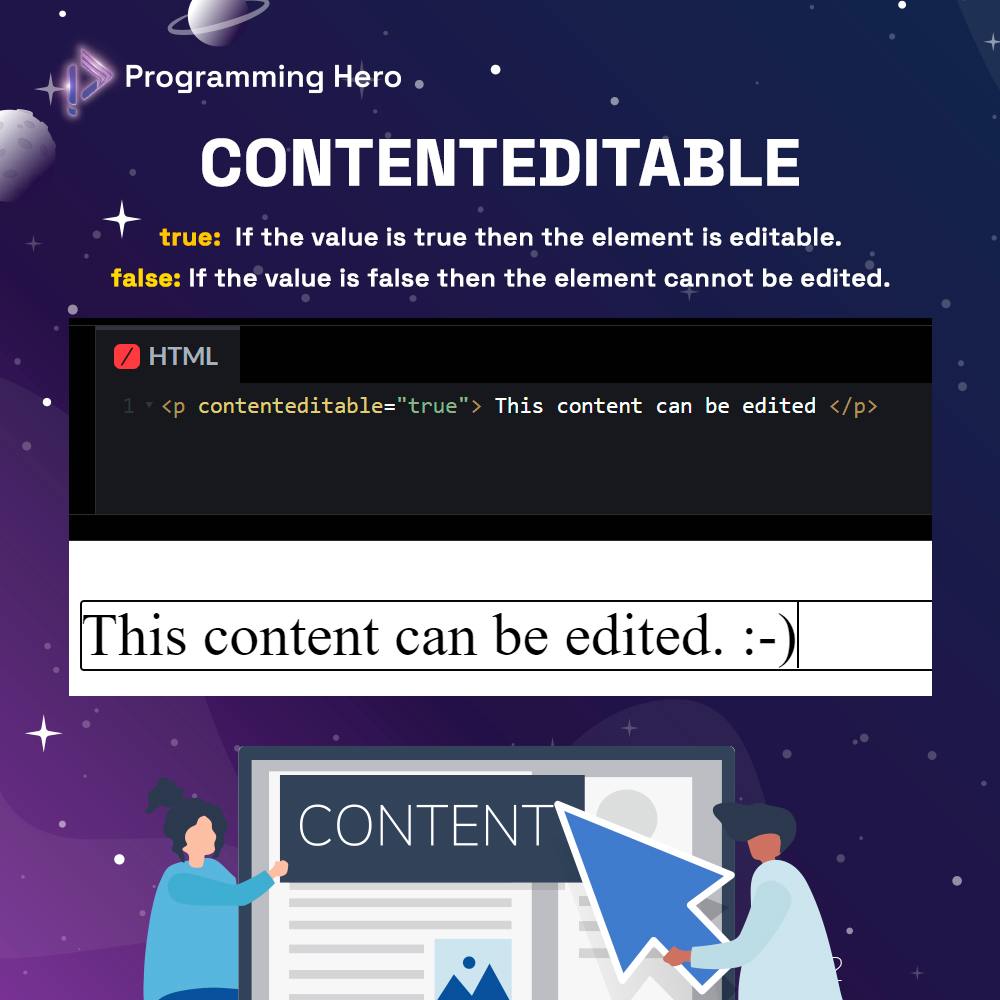 Programming Hero
CONTENTEDITABLE
true: If the value is true then the element is editable.
false: If the value is false then the element cannot be edited.
HTML
1 <p contenteditable="true"> This content can be edited </p>
This content can be edited. :-)
CONTENT
2